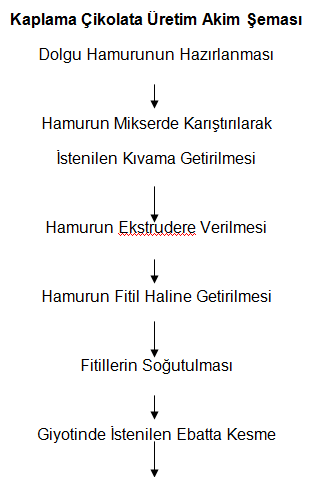 Kaplama Çikolata Üretim Akim Şeması
Dolgu Hamurunun Hazırlanması
Hamurun Mikserde Karıştırılarak
İstenilen Kıvama Getirilmesi
Hamurun Ekstrudere Verilmesi
Hamurun Fitil Haline Getirilmesi
Fitillerin Soğutulması
Giyotinde İstenilen Ebatta Kesme